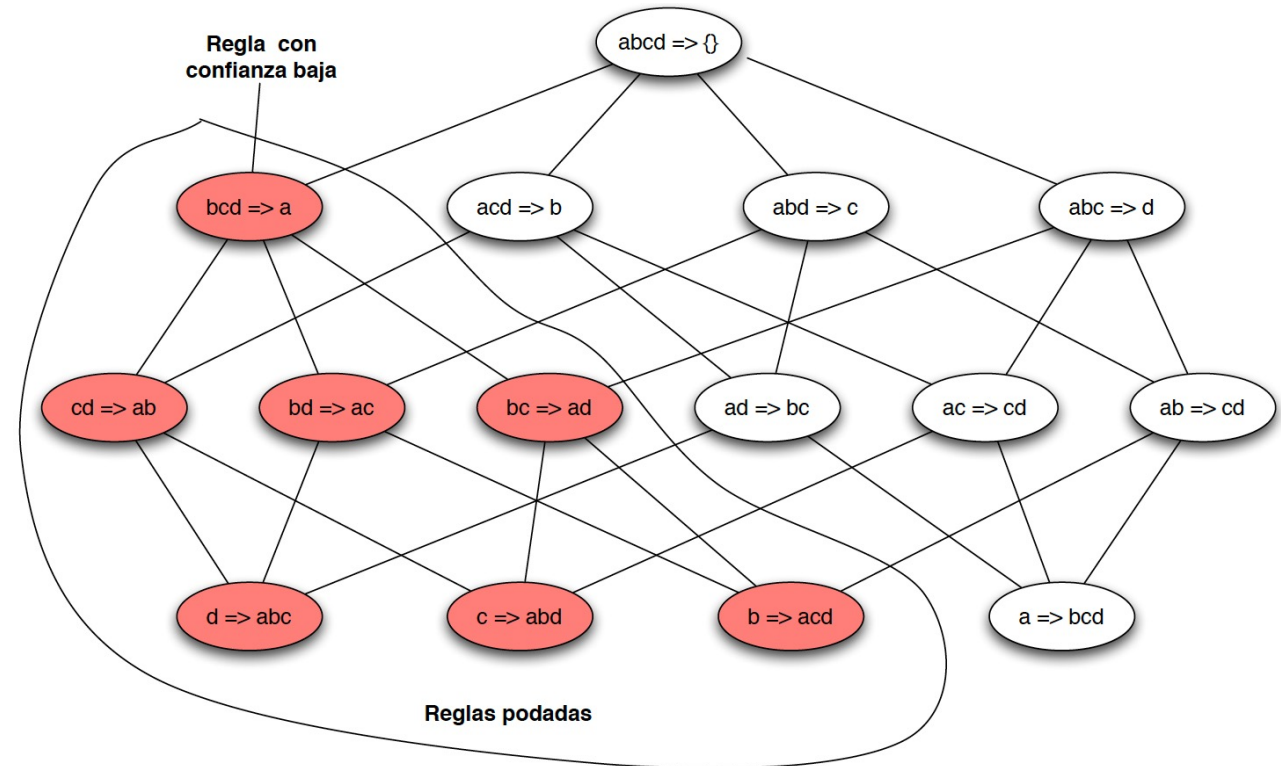 Regla con
confianza baja
abcd => {}
bcd => a
acd => b
abd => c
abc => d
cd => ab
bd => ac
bc => ad
ad => bc
ac => cd
ab => cd
d => abc
c => abd
b => acd
a => bcd
Reglas podadas